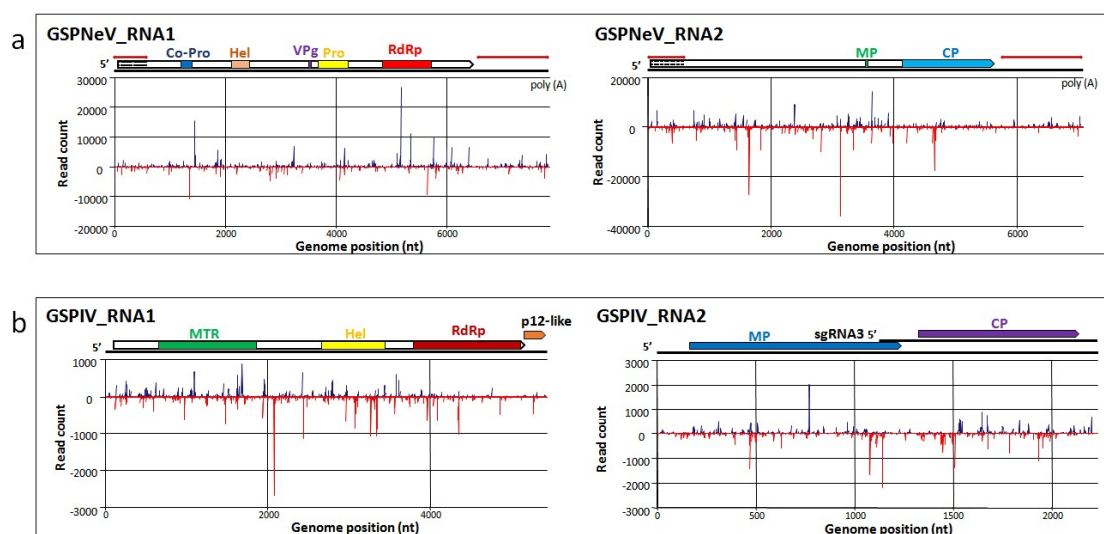 a
GSPNeV_RNA1
GSPNeV_RNA2
Co-Pro Hel VPg Pro RdRp
MP CP
5’
5’
30000
20000
10000
0
-10000
-20000
Read count
poly (A)
0 2000 4000 6000
Genome position (nt)
20000
0
-20000
-40000
Read count
poly (A)
0 2000 4000 6000
Genome position (nt)
b
GSPIV_RNA1
GSPIV_RNA2
MTR Hel RdRp p12-like
MP sgRNA3 5’ CP
5’
5’
1000
0
-1000
-2000
-3000
Read count
0 2000 4000
Genome position (nt)
3000
2000
1000
0
-1000
-2000
-3000
Read count
0 500 1000 1500 2000
Genome position (nt)